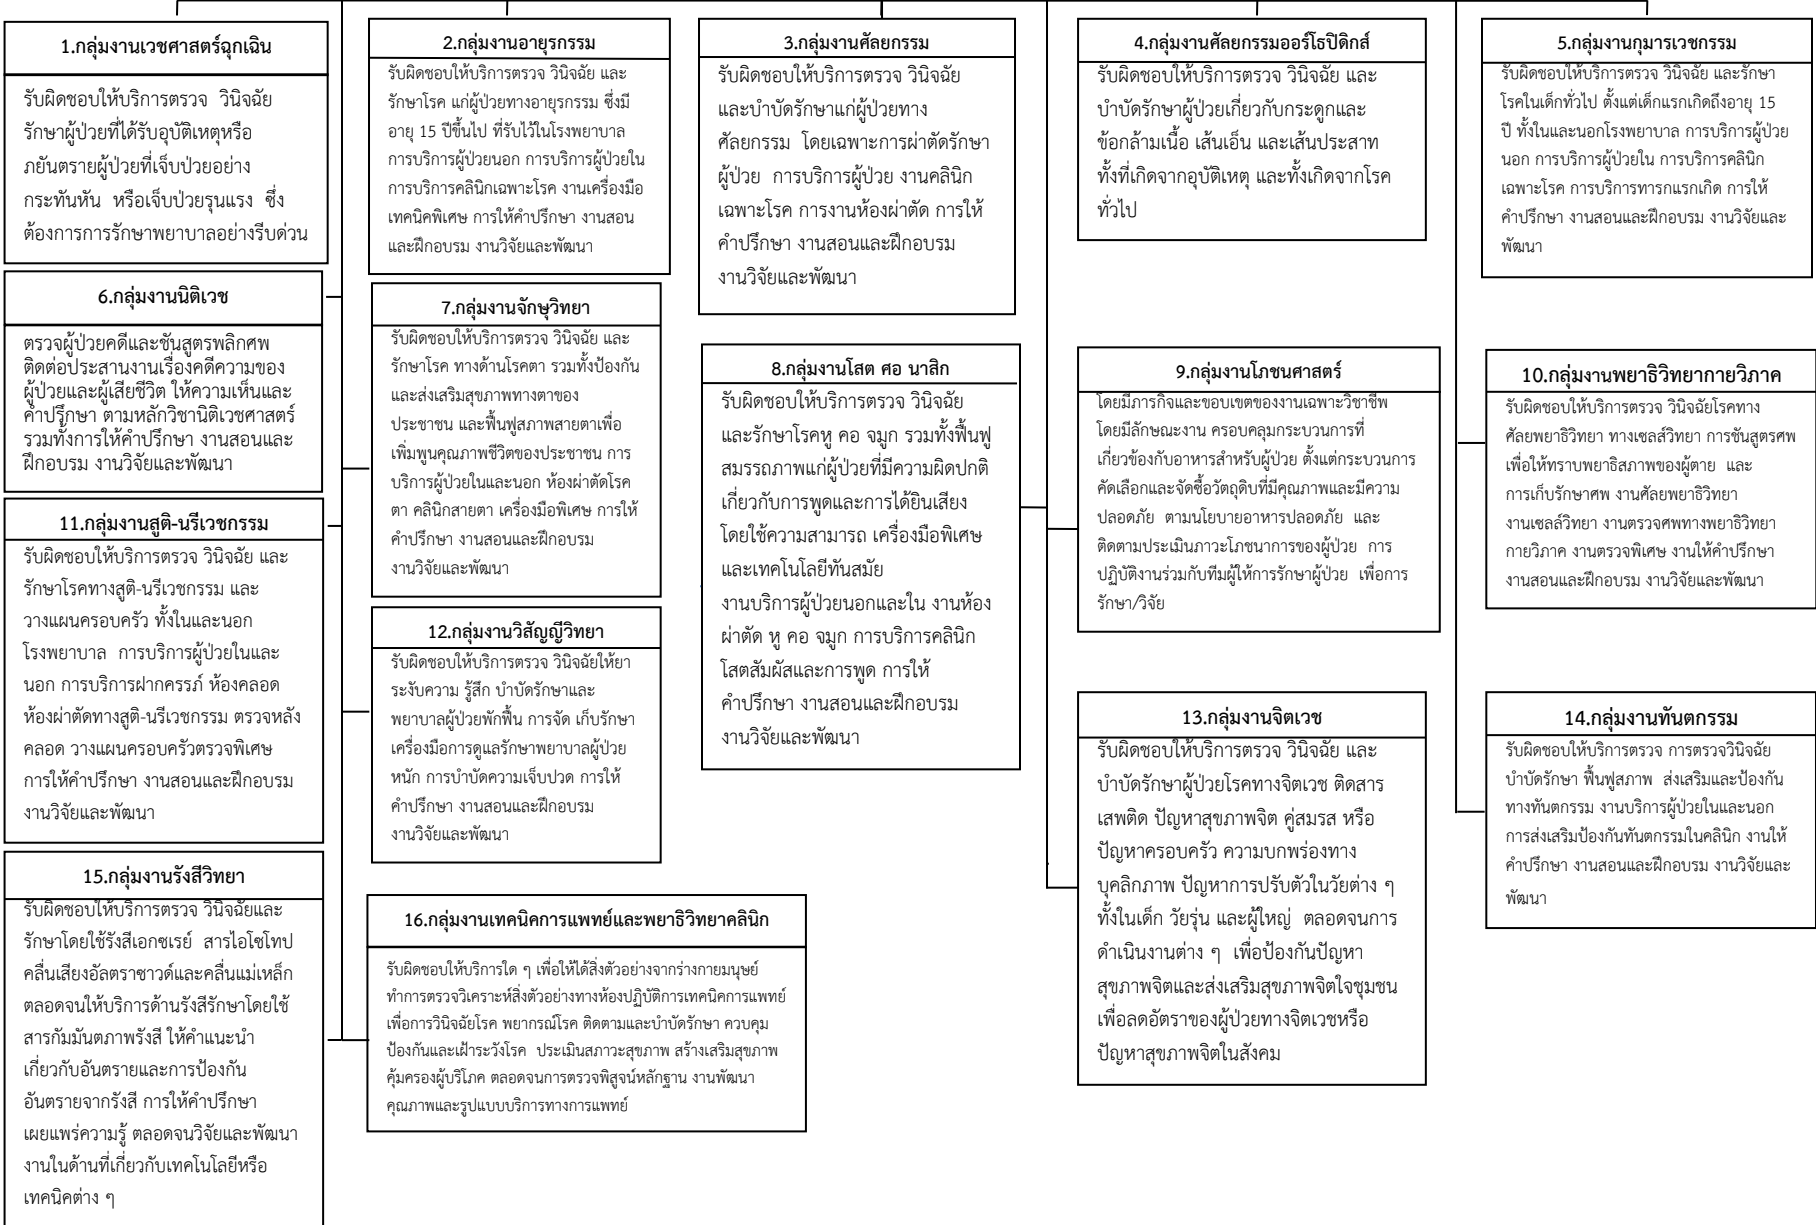 1.กลุ่มงานเวชศาสตร์ฉุกเฉิน
รับผิดชอบให้บริการตรวจ วินิจฉัย
รักษาผู้ป่วยที่ได้รับอุบัติเหตุหรือ
ภยันตรายผู้ป่วยที่เจ็บป่วยอย่าง
กระทันหัน หรือเจ็บป่วยรุนแรง ซึ่ง
ต้องการการรักษาพยาบาลอย่างรีบด่วน
2.กลุ่มงานอายุรกรรม
รับผิดชอบให้บริการตรวจ วินิจฉัย และ
รักษาโรค แก่ผู้ป่วยทางอายุรกรรม ซึ่งมี
อายุ 15 ปีขึ้นไป ที่รับไว้ในโรงพยาบาล
การบริการผู้ป่วยนอก การบริการผู้ป่วยใน
การบริการคลินิกเฉพาะโรค งานเครื่องมือ
เทคนิคพิเศษ การให้คำปรึกษา งานสอน
และฝึกอบรม งานวิจัยและพัฒนา
3.กลุ่มงานศัลยกรรม
รับผิดชอบให้บริการตรวจ วินิจฉัย
และบำบัดรักษาแก่ผู้ป่วยทาง
ศัลยกรรม โดยเฉพาะการผ่าตัดรักษา
ผู้ป่วย การบริการผู้ป่วย งานคลินิก
เฉพาะโรค การงานห้องผ่าตัด การให้
คำปรึกษา งานสอนและฝึกอบรม
งานวิจัยและพัฒนา
4.กลุ่มงานศัลยกรรมออร์โธปิดิกส์
รับผิดชอบให้บริการตรวจ วินิจฉัย และ
บำบัดรักษาผู้ป่วยเกี่ยวกับกระดูกและ
ข้อกล้ามเนื้อ เส้นเอ็น และเส้นประสาท
ทั้งที่เกิดจากอุบัติเหตุ และทั้งเกิดจากโรค
ทั่วไป
5.กลุ่มงานกุมารเวชกรรม
รับผิดชอบให้บริการตรวจ วินิจฉัย และรักษา
โรคในเด็กทั่วไป ตั้งแต่เด็กแรกเกิดถึงอายุ 15
ปี ทั้งในและนอกโรงพยาบาล การบริการผู้ป่วย
นอก การบริการผู้ป่วยใน การบริการคลินิก
เฉพาะโรค การบริการทารกแรกเกิด การให้
คำปรึกษา งานสอนและฝึกอบรม งานวิจัยและ
พัฒนา
6.กลุ่มงานนิติเวช
ตรวจผู้ป่วยคดีและชันสูตรพลิกศพ
ติดต่อประสานงานเรื่องคดีความของ
ผู้ป่วยและผู้เสียชีวิต ให้ความเห็นและ
คำปรึกษา ตามหลักวิชานิติเวชศาสตร์
รวมทั้งการให้คำปรึกษา งานสอนและ
ฝึกอบรม งานวิจัยและพัฒนา
7.กลุ่มงานจักษุวิทยา
รับผิดชอบให้บริการตรวจ วินิจฉัย และ
รักษาโรค ทางด้านโรคตา รวมทั้งป้องกัน
และส่งเสริมสุขภาพทางตาของ
ประชาชน และฟื้นฟูสภาพสายตาเพื่อ
เพิ่มพูนคุณภาพชีวิตของประชาชน การ
บริการผู้ป่วยในและนอก ห้องผ่าตัดโรค
ตา คลินิกสายตา เครื่องมือพิเศษ การให้
คำปรึกษา งานสอนและฝึกอบรม
งานวิจัยและพัฒนา
8.กลุ่มงานโสต ศอ นาสิก
รับผิดชอบให้บริการตรวจ วินิจฉัย
และรักษาโรคหู คอ จมูก รวมทั้งฟื้นฟู
สมรรถภาพแก่ผู้ป่วยที่มีความผิดปกติ
เกี่ยวกับการพูดและการได้ยินเสียง
โดยใช้ความสามารถ เครื่องมือพิเศษ
และเทคโนโลยีทันสมัย
งานบริการผู้ป่วยนอกและใน งานห้อง
ผ่าตัด หู คอ จมูก การบริการคลินิก
โสตสัมผัสและการพูด การให้
คำปรึกษา งานสอนและฝึกอบรม
งานวิจัยและพัฒนา
9.กลุ่มงานโภชนศาสตร์
โดยมีภารกิจและขอบเขตของงานเฉพาะวิชาชีพ
โดยมีลักษณะงาน ครอบคลุมกระบวนการที่
เกี่ยวข้องกับอาหารสำหรับผู้ป่วย ตั้งแต่กระบวนการ
คัดเลือกและจัดซื้อวัตถุดิบที่มีคุณภาพและมีความ
ปลอดภัย ตามนโยบายอาหารปลอดภัย และ
ติดตามประเมินภาวะโภชนาการของผู้ป่วย การ
ปฏิบัติงานร่วมกับทีมผู้ให้การรักษาผู้ป่วย เพื่อการ
รักษา/วิจัย
10.กลุ่มงานพยาธิวิทยากายวิภาค
รับผิดชอบให้บริการตรวจ วินิจฉัยโรคทาง
ศัลยพยาธิวิทยา ทางเซลส์วิทยา การชันสูตรศพ
เพื่อให้ทราบพยาธิสภาพของผู้ตาย และ
การเก็บรักษาศพ งานศัลยพยาธิวิทยา
งานเซลล์วิทยา งานตรวจศพทางพยาธิวิทยา
กายวิภาค งานตรวจพิเศษ งานให้คำปรึกษา
งานสอนและฝึกอบรม งานวิจัยและพัฒนา
11.กลุ่มงานสูติ-นรีเวชกรรม
รับผิดชอบให้บริการตรวจ วินิจฉัย และ
รักษาโรคทางสูติ-นรีเวชกรรม และ
วางแผนครอบครัว ทั้งในและนอก
โรงพยาบาล การบริการผู้ป่วยในและ
นอก การบริการฝากครรภ์ ห้องคลอด
ห้องผ่าตัดทางสูติ-นรีเวชกรรม ตรวจหลัง
คลอด วางแผนครอบครัวตรวจพิเศษ
การให้คำปรึกษา งานสอนและฝึกอบรม
งานวิจัยและพัฒนา
12.กลุ่มงานวิสัญญีวิทยา
รับผิดชอบให้บริการตรวจ วินิจฉัยให้ยา
ระงับความ รู้สึก บำบัดรักษาและ
พยาบาลผู้ป่วยพักฟื้น การจัด เก็บรักษา
เครื่องมือการดูแลรักษาพยาบาลผู้ป่วย
หนัก การบำบัดความเจ็บปวด การให้
คำปรึกษา งานสอนและฝึกอบรม
งานวิจัยและพัฒนา
13.กลุ่มงานจิตเวช
รับผิดชอบให้บริการตรวจ วินิจฉัย และ
บำบัดรักษาผู้ป่วยโรคทางจิตเวช ติดสาร
เสพติด ปัญหาสุขภาพจิต คู่สมรส หรือ
ปัญหาครอบครัว ความบกพร่องทาง
บุคลิกภาพ ปัญหาการปรับตัวในวัยต่าง ๆ
ทั้งในเด็ก วัยรุ่น และผู้ใหญ่ ตลอดจนการ
ดำเนินงานต่าง ๆ เพื่อป้องกันปัญหา
สุขภาพจิตและส่งเสริมสุขภาพจิตใจชุมชน
เพื่อลดอัตราของผู้ป่วยทางจิตเวชหรือ
ปัญหาสุขภาพจิตในสังคม
14.กลุ่มงานทันตกรรม
รับผิดชอบให้บริการตรวจ การตรวจวินิจฉัย
บำบัดรักษา ฟื้นฟูสภาพ ส่งเสริมและป้องกัน
ทางทันตกรรม งานบริการผู้ป่วยในและนอก
การส่งเสริมป้องกันทันตกรรมในคลินิก งานให้
คำปรึกษา งานสอนและฝึกอบรม งานวิจัยและ
พัฒนา
15.กลุ่มงานรังสีวิทยา
รับผิดชอบให้บริการตรวจ วินิจฉัยและ
รักษาโดยใช้รังสีเอกซเรย์ สารไอโซโทป
คลื่นเสียงอัลตราซาวด์และคลื่นแม่เหล็ก
ตลอดจนให้บริการด้านรังสีรักษาโดยใช้
สารกัมมันตภาพรังสี ให้คำแนะนำ
เกี่ยวกับอันตรายและการป้องกัน
อันตรายจากรังสี การให้คำปรึกษา
เผยแพร่ความรู้ ตลอดจนวิจัยและพัฒนา
งานในด้านที่เกี่ยวกับเทคโนโลยีหรือ
เทคนิคต่าง ๆ
16.กลุ่มงานเทคนิคการแพทย์และพยาธิวิทยาคลินิก
รับผิดชอบให้บริการใด ๆ เพื่อให้ได้สิ่งตัวอย่างจากร่างกายมนุษย์
ทำการตรวจวิเคราะห์สิ่งตัวอย่างทางห้องปฏิบัติการเทคนิคการแพทย์
เพื่อการวินิจฉัยโรค พยากรณ์โรค ติดตามและบำบัดรักษา ควบคุม
ป้องกันและเฝ้าระวังโรค ประเมินสภาวะสุขภาพ สร้างเสริมสุขภาพ
คุ้มครองผู้บริโภค ตลอดจนการตรวจพิสูจน์หลักฐาน งานพัฒนา
คุณภาพและรูปแบบบริการทางการแพทย์